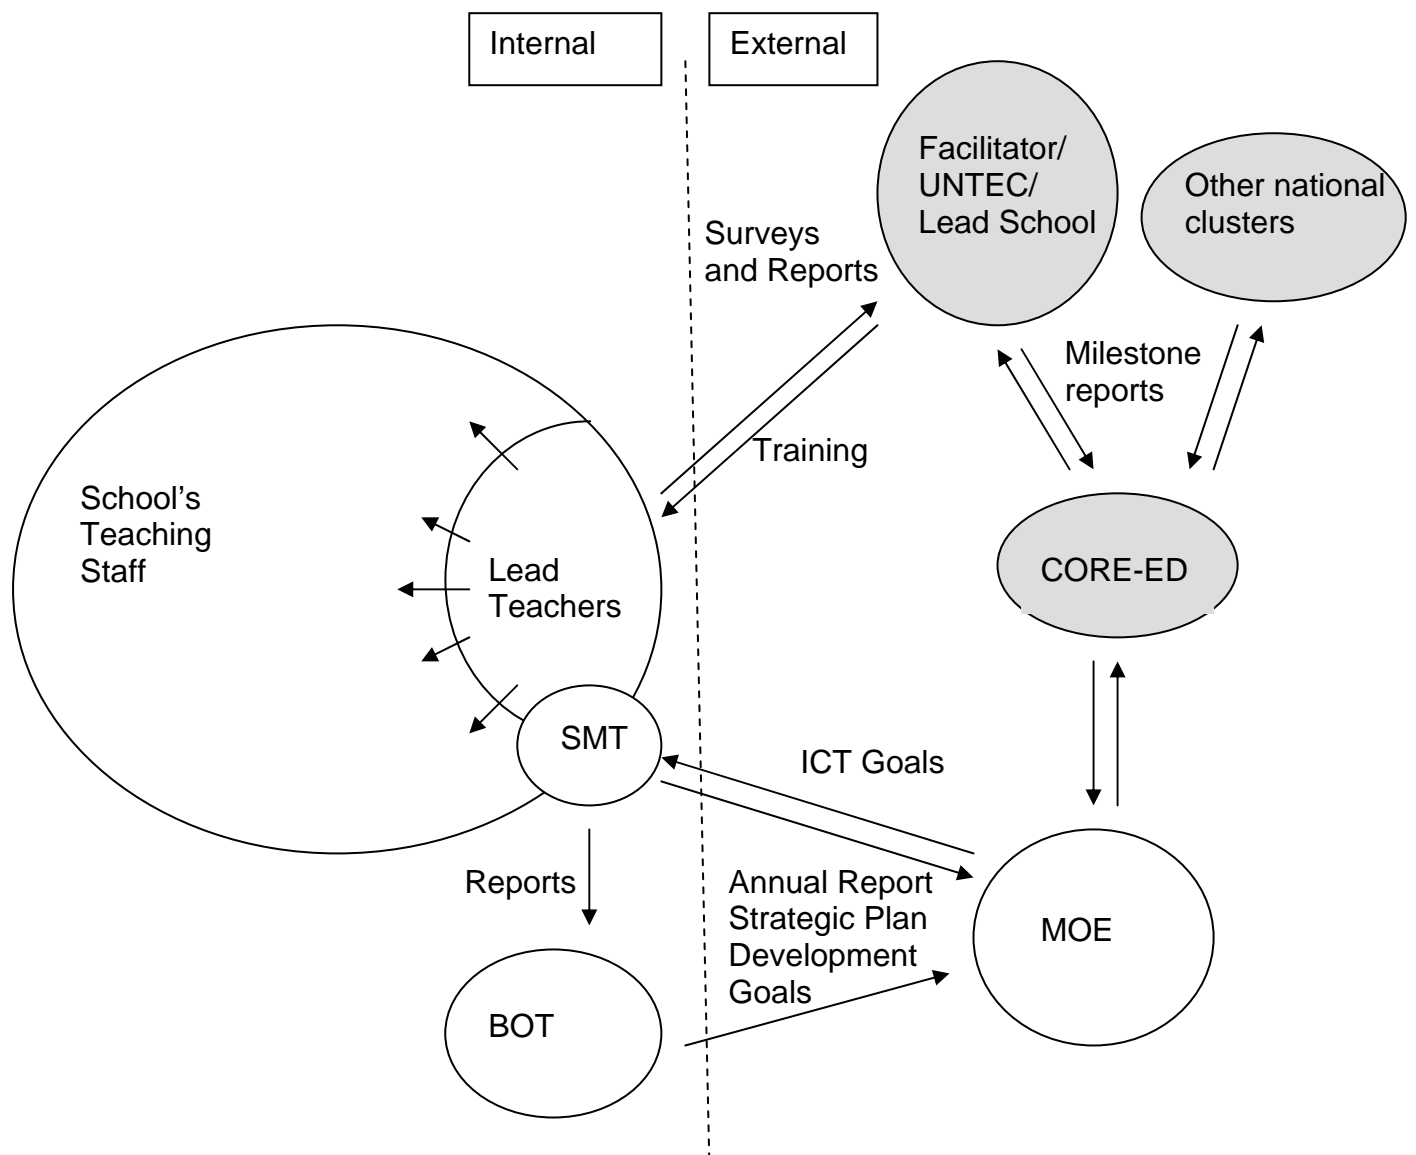 Internal
External
Facilitator/
UNTEC/
Lead School
Other national
clusters
Surveys
and Reports
Milestone
reports
Training
School’s
Teaching
Staff
Lead
Teachers
CORE-ED
SMT
ICT Goals
Reports
Annual Report
Strategic Plan
Development
Goals
MOE
BOT